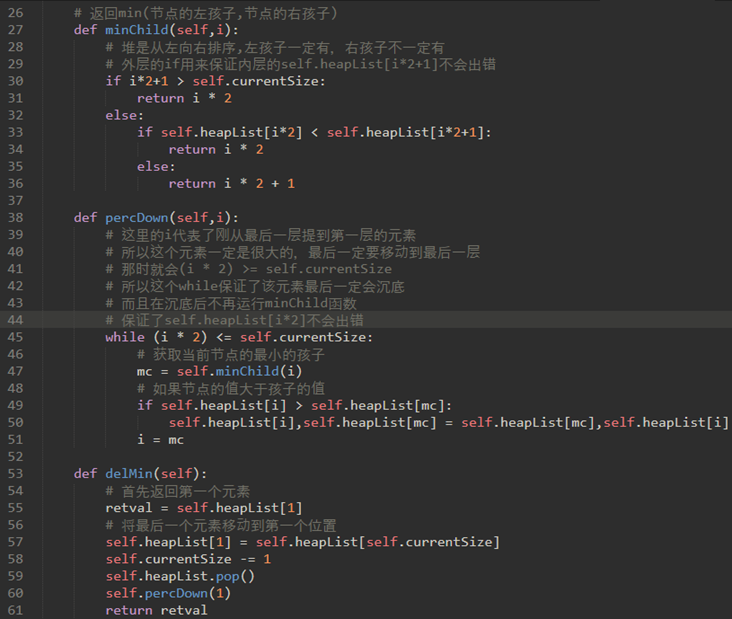 26 # 返回min(节点的左孩子,节点的右孩子)
27 def minChild(self,i):
28 # 堆是从左向右排序,左孩子一定有, 右孩子不一定有
29 # 外层的if用来保证内层的self.heapList[i*2+1]不会出错
30 if i*2+1 > self.currentSize:
31 return i * 2
32 else:
33 if self.heapList[i*2] < self.heapList[i*2+1]:
34 return i * 2
35 else:
36 return i * 2 + 1
37
38 def percDown(self,i):
39 # 这里的i代表了刚从最后一层提到第一层的元素
40 # 所以这个元素一定是很大的, 最后一定要移动到最后一层
41 # 那时就会(i * 2) >= self.currentSize
42 # 所以这个while保证了该元素最后一定会沉底
43 # 而且在沉底后不再运行minChild函数
44 # 保证了self.heapList[i*2]不会出错
45 while (i * 2) <= self.currentSize:
46 # 获取当前节点的最小的孩子
47 mc = self.minChild(i)
48 # 如果节点的值大于孩子的值
49 if self.heapList[i] > self.heapList[mc]:
50 self.heapList[i],self.heapList[mc] = self.heapList[mc],self.heapList[i]
51 i = mc
52
53 def delMin(self):
54 # 首先返回第一个元素
55 retval = self.heapList[1]
56 # 将最后一个元素移动到第一个位置
57 self.heapList[1] = self.heapList[self.currentSize]
58 self.currentSize -= 1
59 self.heapList.pop()
60 self.percDown(1)
61 return retval